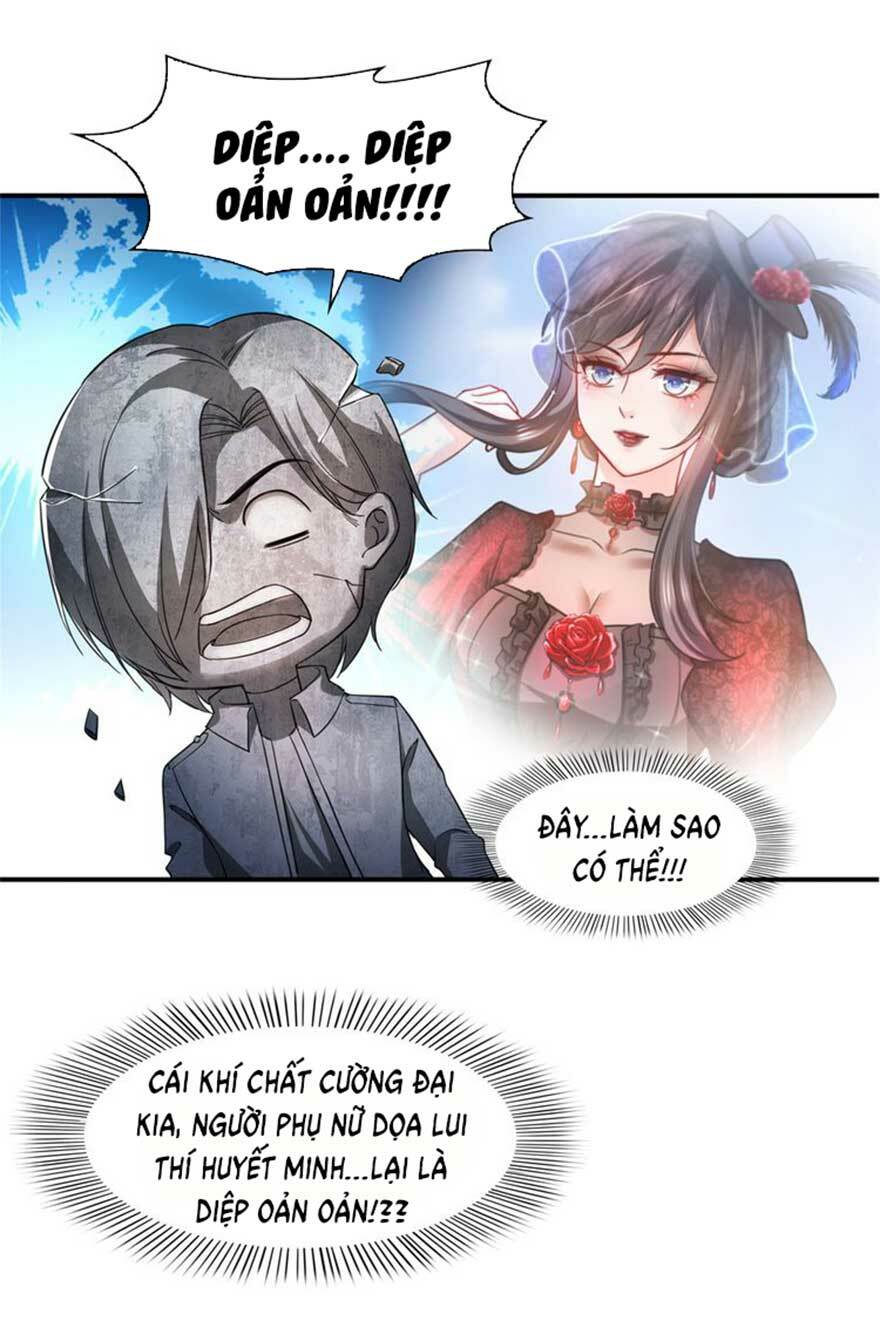 DIỆP.... DIỆP
OẢN OẢN!!!!
ĐÂY...LÀM SAO
CÓ THỂ!!!
CÁI KHÍ CHẤT CƯỜNG ĐẠI
KIA, NGƯỜI PHỤ NỮ DỌA LUI
THÍ HUYẾT MINH...LẠI LÀ
DIỆP OẢN OẢN!??